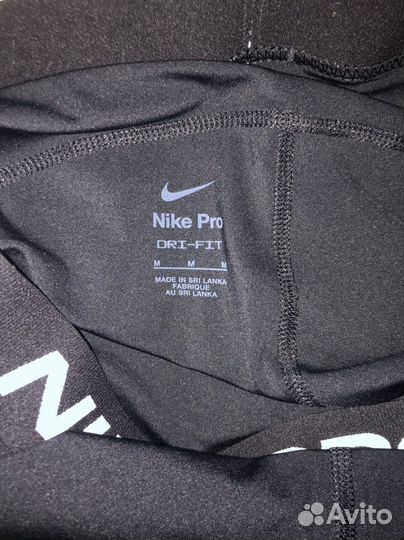 Nike Pro
DRI-FIT
M M M
MADE IN SRI LANKA
FABRIQUE
AU SRI LANKA
Avito